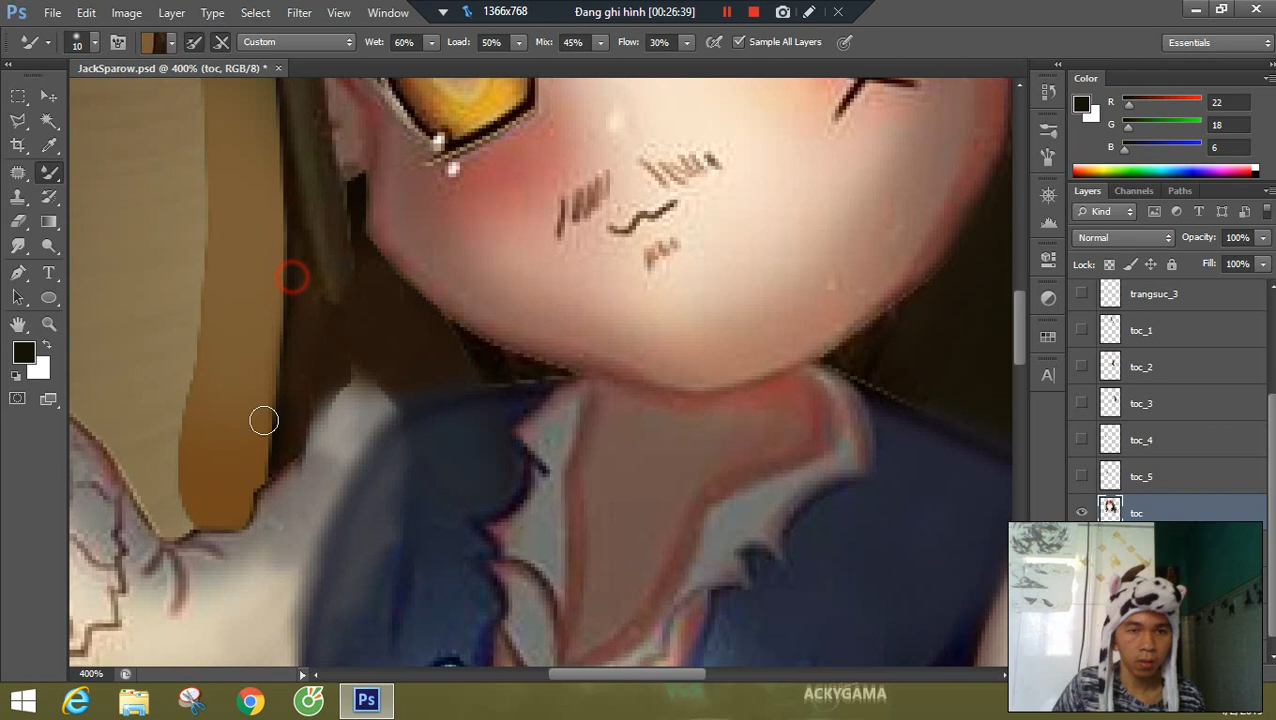 Ps File Edit Image Layer Type Select Filter View Window
1366x768 Đang ghi hình [00:26:39]
10 Custom Wet: 60% Load: 50% Mix: 45% Flow: 30% Sample All Layers Essentials
JackSparow.psd @ 400% (toc, RGB/8) * ×
Color
R 22
G 18
B 6
Layers Channels Paths
Kind
Normal Opacity: 100%
Lock: Fill: 100%
trangsuc_3
toc_1
toc_2
toc_3
toc_4
toc_5
toc
400%
Ps ACKYGAMA